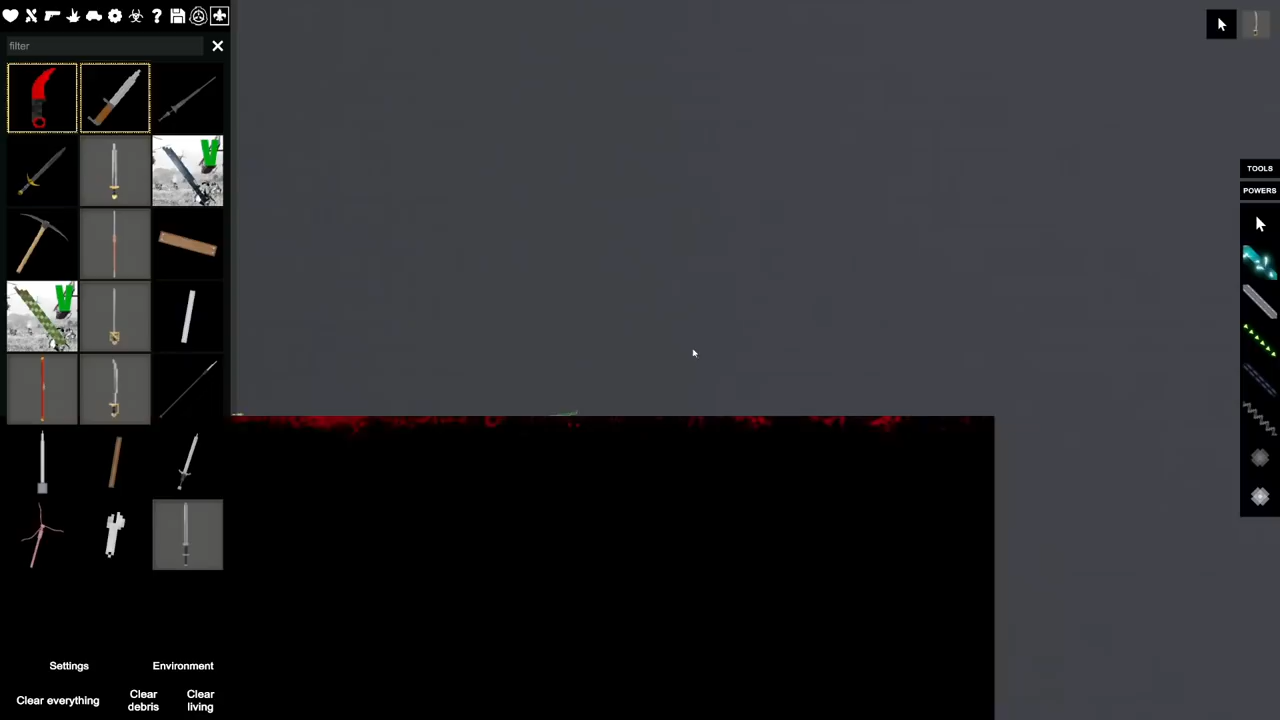 ?
filter
V
V
TOOLS
POWERS
Settings
Environment
Clear everything
Clear
debris
Clear
living